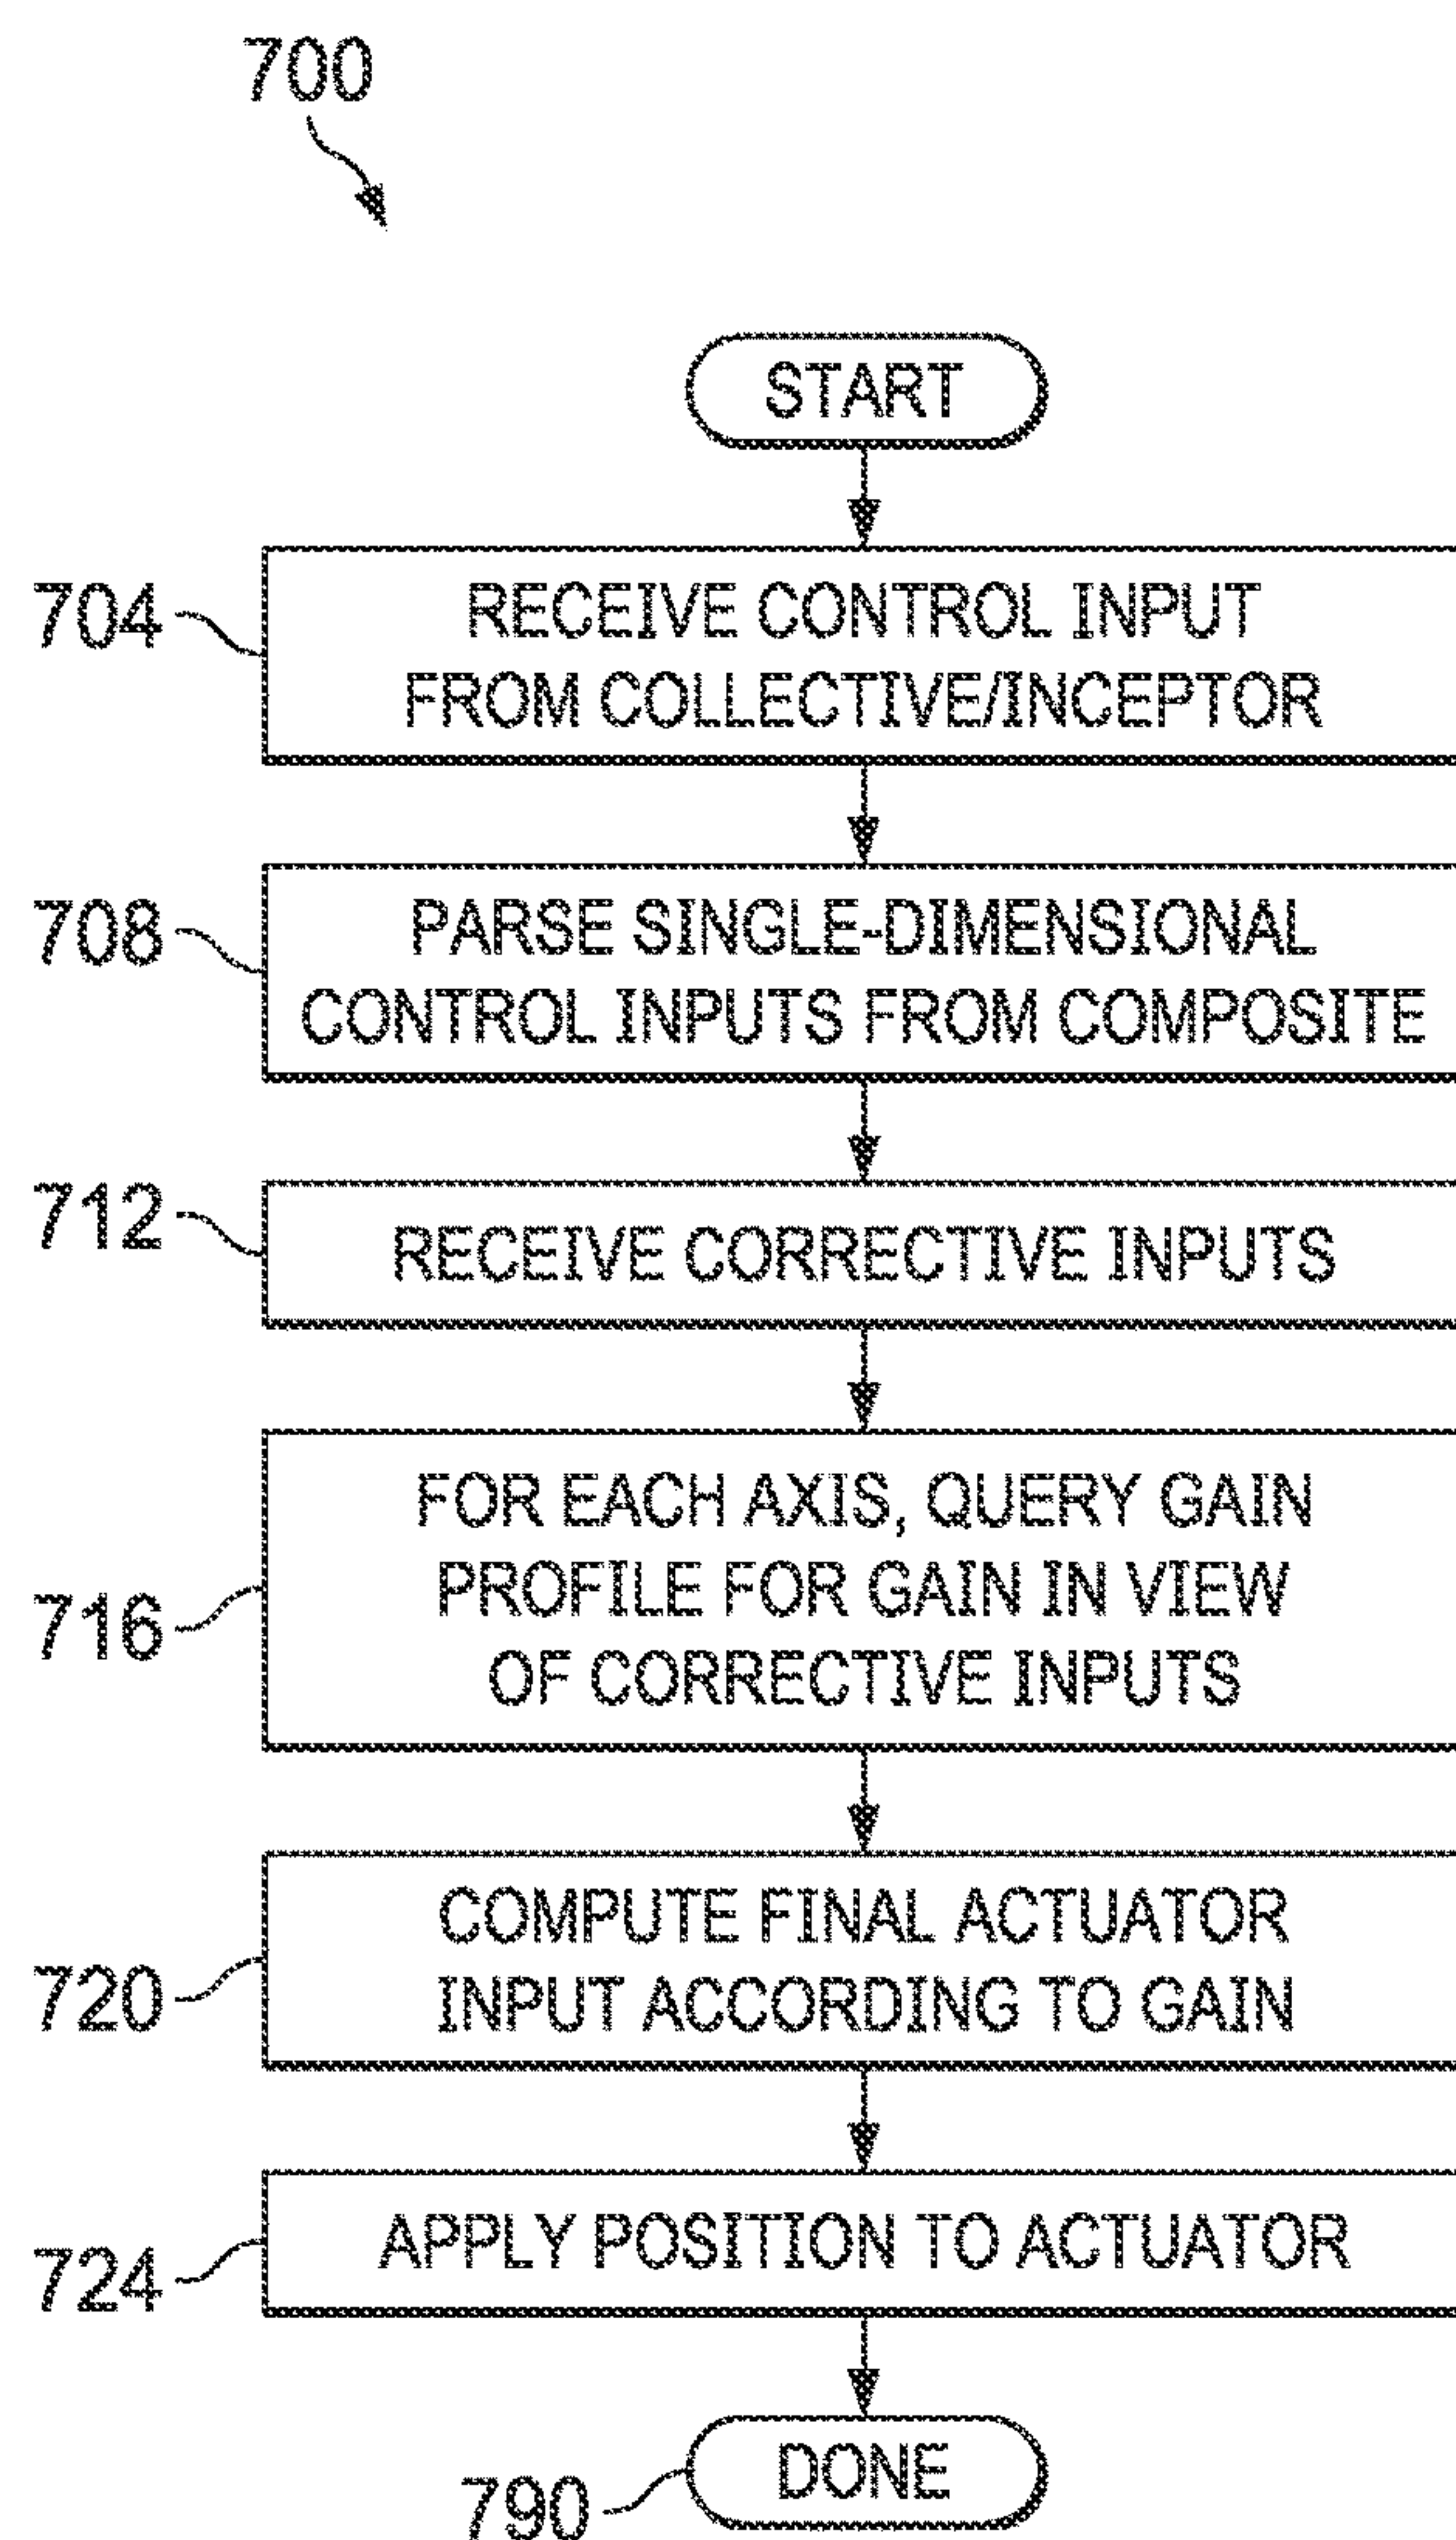 700
START
704
RECEIVE CONTROL INPUT
FROM COLLECTIVE/INCEPTOR
708
PARSE SINGLE-DIMENSIONAL
CONTROL INPUTS FROM COMPOSITE
712
RECEIVE CORRECTIVE INPUTS
716
FOR EACH AXIS, QUERY GAIN
PROFILE FOR GAIN IN VIEW
OF CORRECTIVE INPUTS
720
COMPUTE FINAL ACTUATOR
INPUT ACCORDING TO GAIN
724
APPLY POSITION TO ACTUATOR
790
DONE